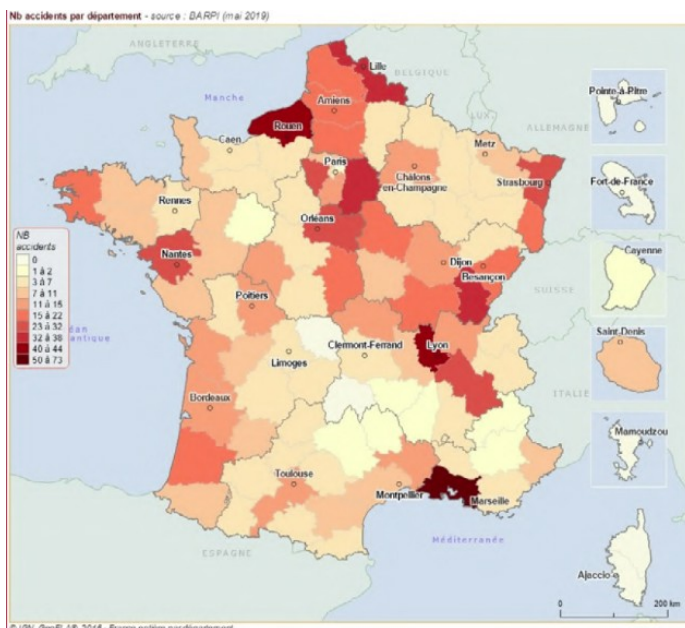 Nb accidents par département - source : BARPI (mai 2019)
ANGLETERRE
Lille
BELGIQUE
Pointe-à-Pitre
Manche
Amiens
LUX
ALLEMAGNE
Rouen
Caen
Metz
Paris
Châlons
en-Champagne
Strasbourg
Fort-de-France
Rennes
Orléans
NB
accidents
0
1 à 2
3 à 7
7 à 11
11 à 15
15 à 22
23 à 32
32 à 38
40 à 44
50 à 73
Cayenne
Nantes
Dijon
Besançon
SUISSE
Poitiers
Saint-Denis
Clermont-Ferrand
Lyon
Limoges
ITALIE
Bordeaux
Mamoudzou
Toulouse
Montpellier
Marseille
Méditerranée
ESPAGNE
Ajaccio
0 200 km